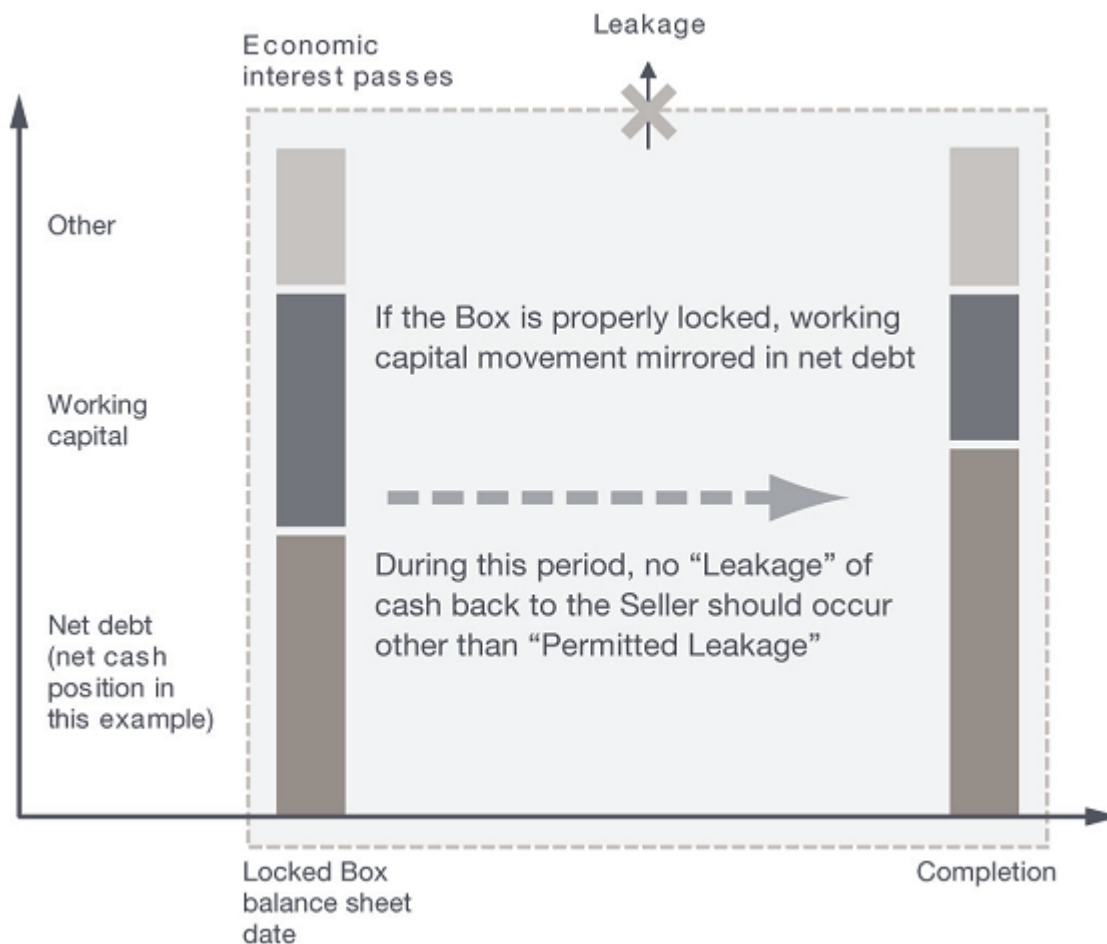 Leakage
Economic
interest passes
Other
If the Box is properly locked, working
capital movement mirrored in net debt
Working
capital
During this period, no “Leakage” of
cash back to the Seller should occur
other than “Permitted Leakage”
Net debt
(net cash
position in
this example)
Locked Box
balance sheet
date
Completion